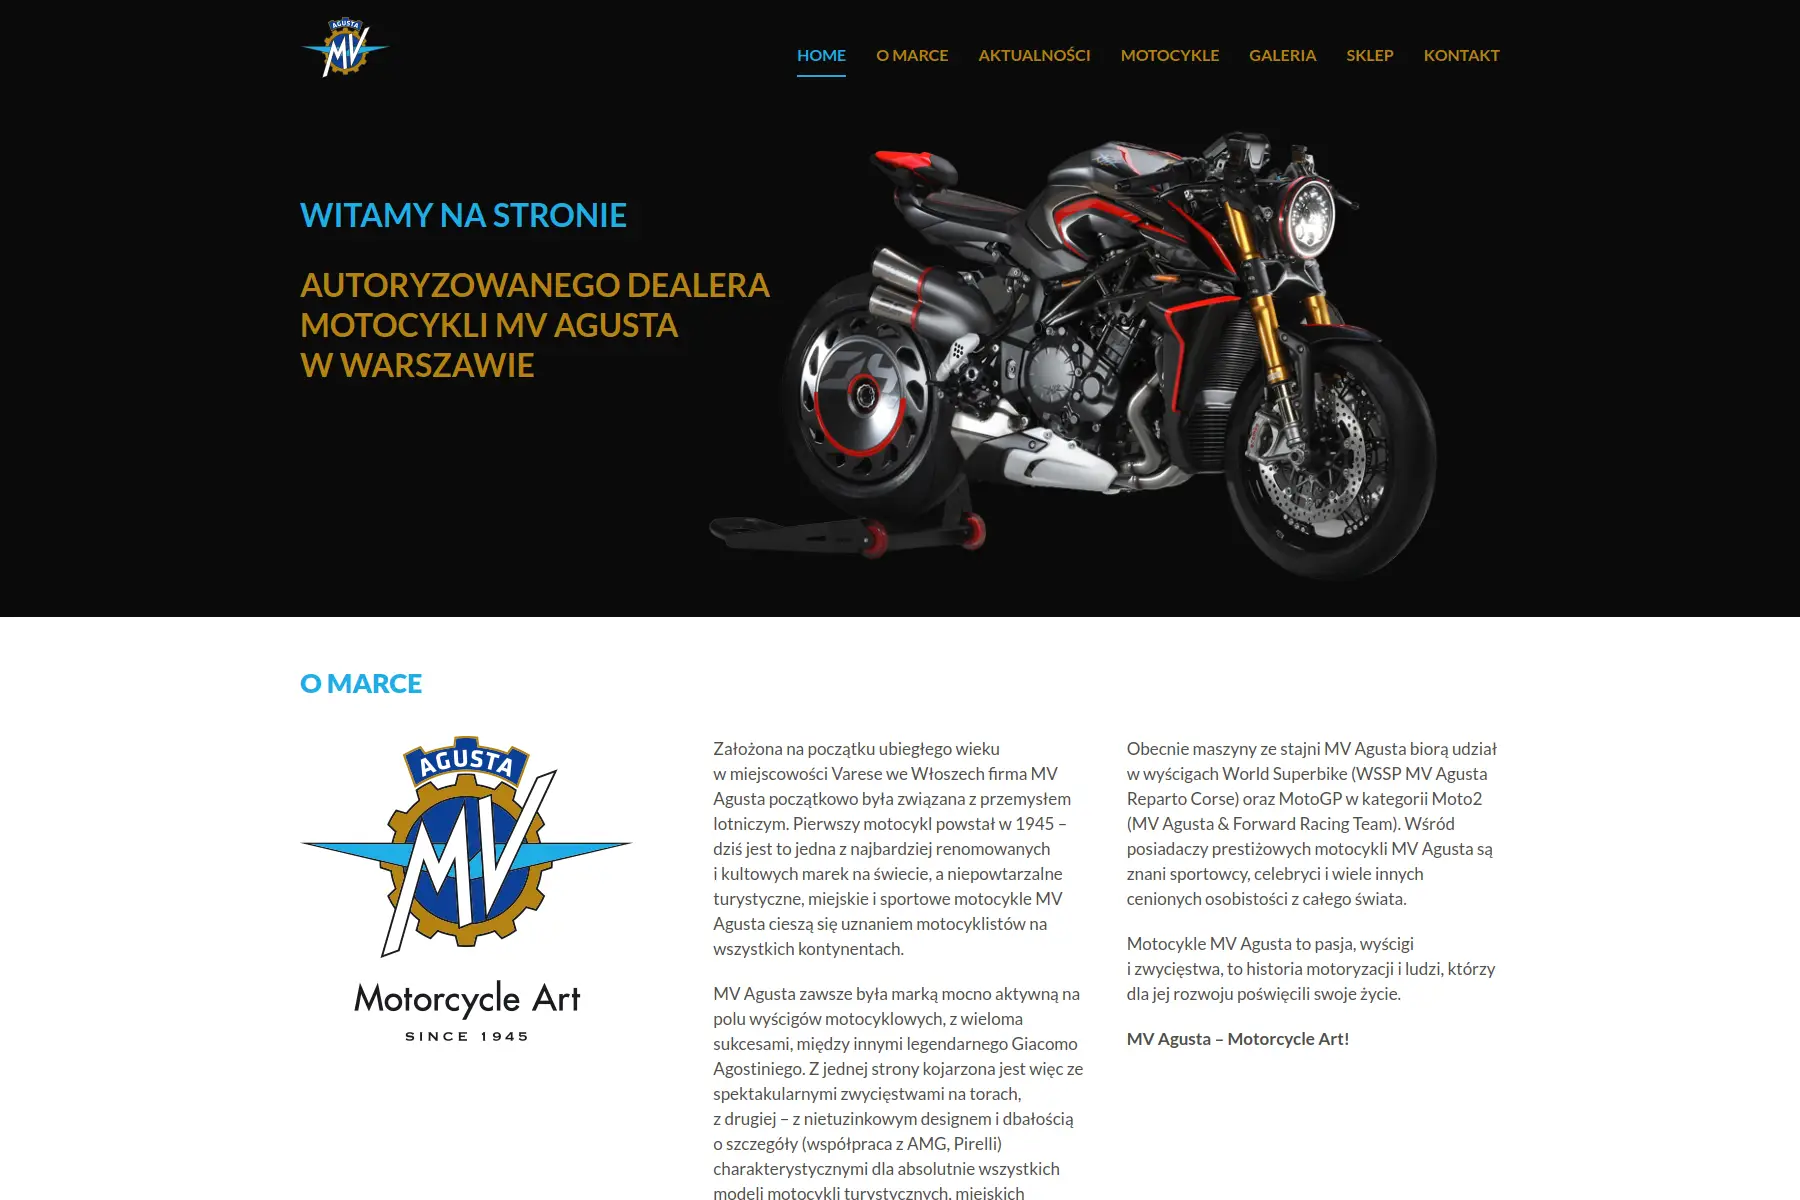 AGUSTA
MV
HOME
O MARCE
AKTUALNOŚCI
MOTOCYKLE
GALERIA
SKLEP
KONTAKT
WITAMY NA STRONIE
AUTORYZOWANEGO DEALERA
MOTOCYKLI MV AGUSTA
W WARSZAWIE
O MARCE
AGUSTA
MV
Motorcycle Art
SINCE 1945
Założona na początku ubiegłego wieku
w miejscowości Varese we Włoszech firma MV
Agusta początkowo była związana z przemysłem
lotniczym. Pierwszy motocykl powstał w 1945 –
dziś jest to jedna z najbardziej renomowanych
i kultowych marek na świecie, a niepowtarzalne
turystyczne, miejskie i sportowe motocykle MV
Agusta cieszą się uznaniem motocyklistów na
wszystkich kontynentach.
MV Agusta zawsze była marką mocno aktywną na
polu wyścigów motocyklowych, z wieloma
sukcesami, między innymi legendarnego Giacomo
Agostiniego. Z jednej strony kojarzona jest więc ze
spektakularnymi zwycięstwami na torach,
z drugiej – z nietuzinkowym designem i dbałością
o szczegóły (współpraca z AMG, Pirelli)
charakterystycznymi dla absolutnie wszystkich
modeli motocykli turystycznych, miejskich
Obecnie maszyny ze stajni MV Agusta biorą udział
w wyścigach World Superbike (WSSP MV Agusta
Reparto Corse) oraz MotoGP w kategorii Moto2
(MV Agusta & Forward Racing Team). Wśród
posiadaczy prestiżowych motocykli MV Agusta są
znani sportowcy, celebryci i wiele innych
cenionych osobistości z całego świata.
Motocykle MV Agusta to pasja, wyścigi
i zwycięstwa, to historia motoryzacji i ludzi, którzy
dla jej rozwoju poświęcili swoje życie.
MV Agusta – Motorcycle Art!